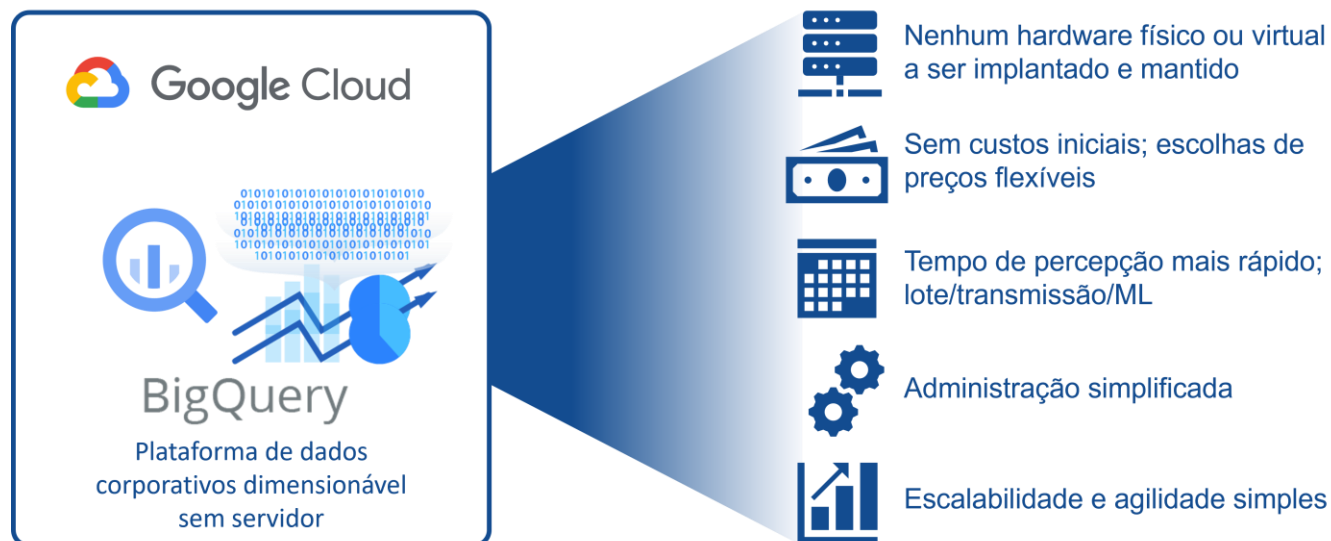 Google Cloud
010101010101010101010101010
BigQuery
Plataforma de dados
corporativos dimensionável
sem servidor
Nenhum hardware físico ou virtual
a ser implantado e mantido
Sem custos iniciais; escolhas de
preços flexíveis
Tempo de percepção mais rápido;
lote/transmissão/ML
Administração simplificada
Escalabilidade e agilidade simples